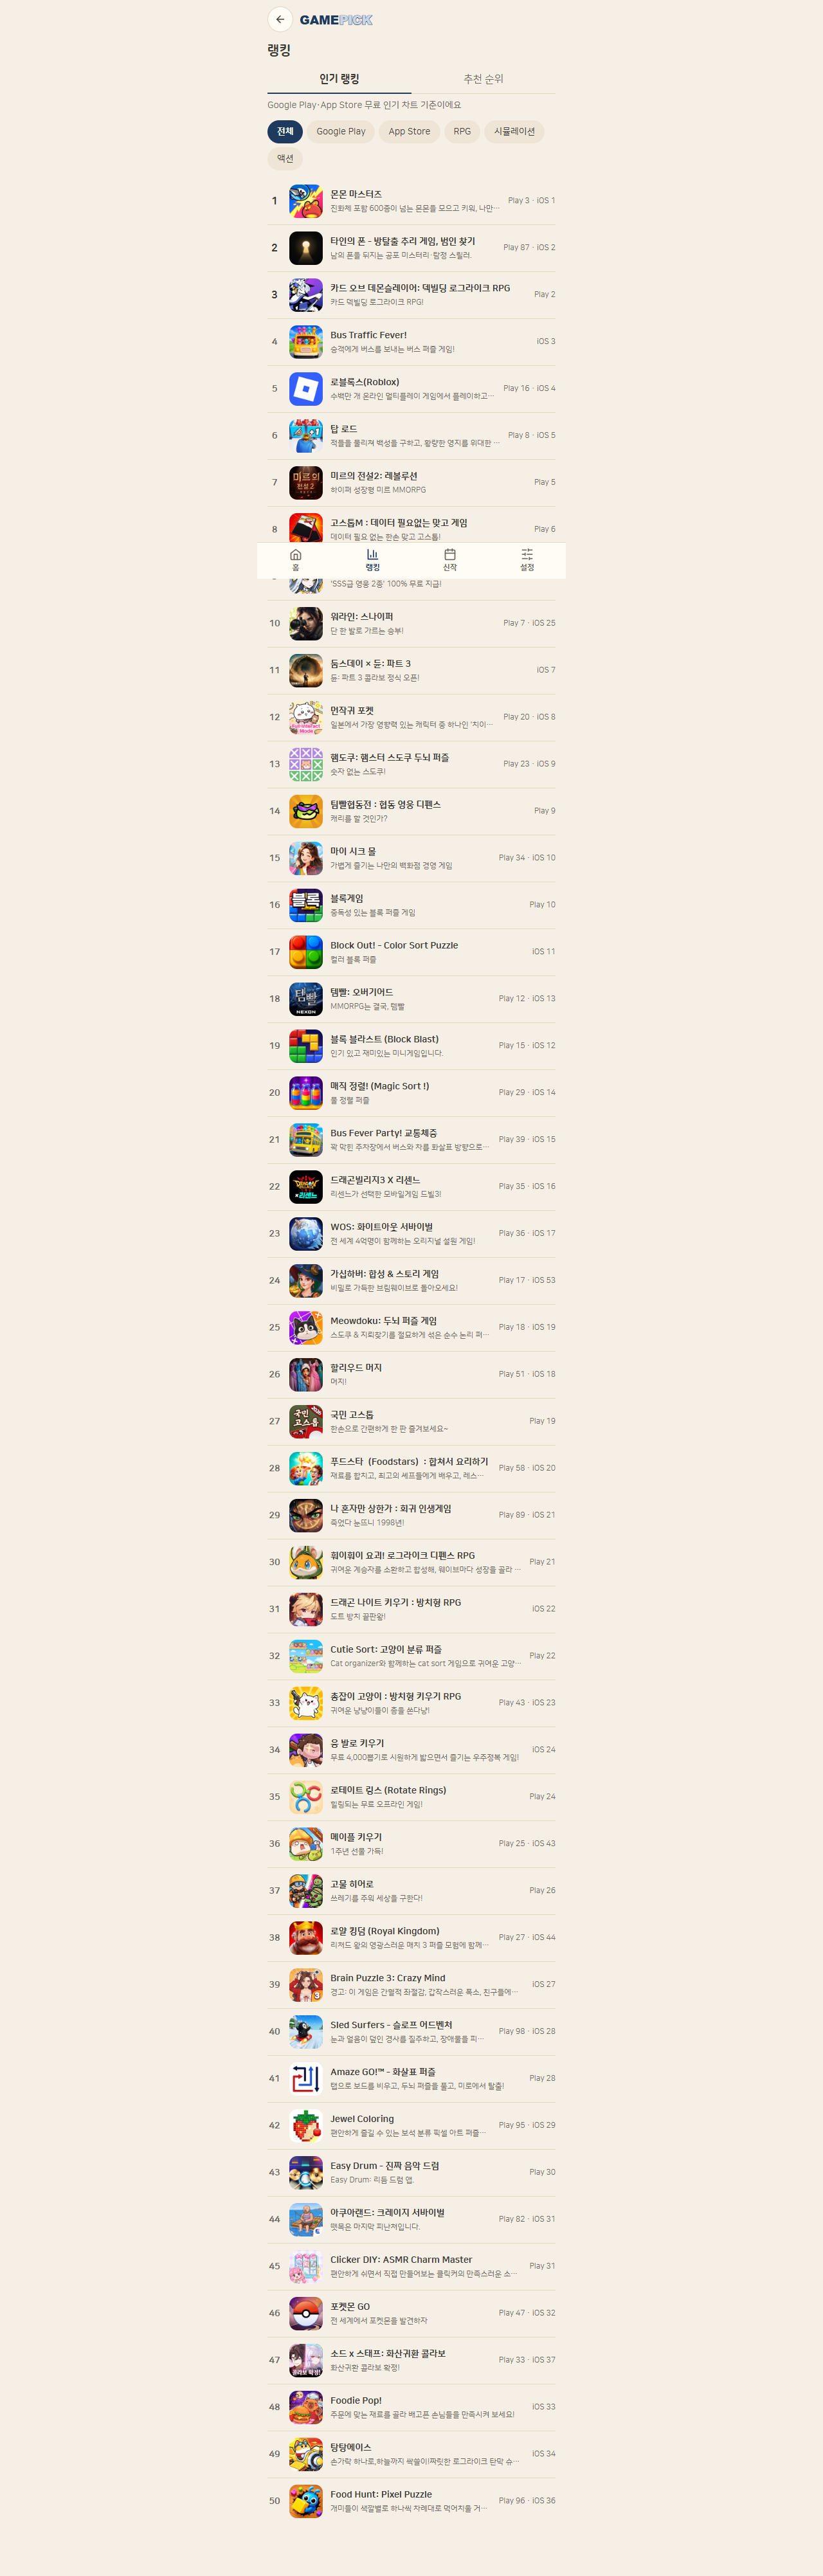 GAMEPICK
랭킹
인기 랭킹
추천 순위
Google Play·App Store 무료 인기 차트 기준이에요
전체
Google Play
App Store
RPG
시뮬레이션
액션
1
몬몬 마스터즈
진화체 포함 600종이 넘는 몬몬들 모으고 키워, 나만…
Play 3 · iOS 1
2
타인의 폰 - 방탈출 추리 게임, 범인 찾기
남의 폰을 뒤지는 공포 미스터리·탐정 스릴러.
Play 87 · iOS 2
3
카드 오브 데몬슬레이어: 덱빌딩 로그라이크 RPG
카드 덱빌딩 로그라이크 RPG!
Play 2
4
Bus Traffic Fever!
승객에게 버스를 보내는 버스 퍼즐 게임!
iOS 3
5
로블록스(Roblox)
수백만 개 온라인 멀티플레이 게임에서 플레이하고…
Play 16 · iOS 4
6
탑 로드
적들을 물리쳐 백성을 구하고, 황량한 영지를 위대한 …
Play 8 · iOS 5
7
미르의 전설2: 레볼루션
하이퍼 성장형 미르 MMORPG
Play 5
8
고스톱M : 데이터 필요없는 맞고 게임
데이터 필요 없는 한손 맞고 고스톱!
Play 6
홈
랭킹
신작
설정
'SSS급 영웅 2종' 100% 무료 지급!
10
워라인: 스나이퍼
단 한 발로 가르는 승부!
Play 7 · iOS 25
11
둠스데이 × 듄: 파트 3
듄: 파트 3 콜라보 정식 오픈!
iOS 7
12
먼작귀 포켓
일본에서 가장 영향력 있는 캐릭터 중 하나인 '치이…
Play 20 · iOS 8
13
햄도쿠: 햄스터 스도쿠 두뇌 퍼즐
숫자 없는 스도쿠!
Play 23 · iOS 9
14
팀빨협동전 : 협동 영웅 디펜스
캐리를 할 것인가?
Play 9
15
마이 시크 몰
가볍게 즐기는 나만의 백화점 경영 게임
Play 34 · iOS 10
16
블록게임
중독성 있는 블록 퍼즐 게임
Play 10
17
Block Out! - Color Sort Puzzle
컬러 블록 퍼즐
iOS 11
18
템빨: 오버기어드
MMORPG는 결국, 템빨
Play 12 · iOS 13
19
블록 블라스트 (Block Blast)
인기 있고 재미있는 미니게임입니다.
Play 15 · iOS 12
20
매직 정렬! (Magic Sort !)
물 정렬 퍼즐
Play 29 · iOS 14
21
Bus Fever Party! 교통체증
꽉 막힌 주차장에서 버스와 차를 화살표 방향으로…
Play 39 · iOS 15
22
드래곤빌리지3 X 리센느
리센느가 선택한 모바일게임 드빌3!
Play 35 · iOS 16
23
WOS: 화이트아웃 서바이벌
전 세계 4억명이 함께하는 오리지널 설원 게임!
Play 36 · iOS 17
24
가십하버: 합성 & 스토리 게임
비밀로 가득한 브림웨이브로 돌아오세요!
Play 17 · iOS 53
25
Meowdoku: 두뇌 퍼즐 게임
스도쿠 & 지뢰찾기를 절묘하게 섞은 순수 논리 퍼…
Play 18 · iOS 19
26
할리우드 머지
머지!
Play 51 · iOS 18
27
국민 고스톱
한손으로 간편하게 한 판 즐겨보세요~
Play 19
28
푸드스타（Foodstars）: 합쳐서 요리하기
재료를 합치고, 최고의 셰프들에게 배우고, 레스…
Play 58 · iOS 20
29
나 혼자만 상한가 : 회귀 인생게임
죽었다 눈뜨니 1998년!
Play 89 · iOS 21
30
휘이휘이 요괴! 로그라이크 디펜스 RPG
귀여운 계승자를 소환하고 합성해, 웨이브마다 성장을 골라 …
Play 21
31
드래곤 나이트 키우기 : 방치형 RPG
도트 방치 끝판왕!
iOS 22
32
Cutie Sort: 고양이 분류 퍼즐
Cat organizer와 함께하는 cat sort 게임으로 귀여운 고양…
Play 22
33
총잡이 고양이 : 방치형 키우기 RPG
귀여운 냥냥이들이 총을 쏜다냥!
Play 43 · iOS 23
34
음 발로 키우기
무료 4,000뽑기로 시원하게 밟으면서 즐기는 우주정복 게임!
iOS 24
35
로테이트 링스 (Rotate Rings)
힐링되는 무료 오프라인 게임!
Play 24
36
메이플 키우기
1주년 선물 가득!
Play 25 · iOS 43
37
고물 히어로
쓰레기를 주워 세상을 구한다!
Play 26
38
로얄 킹덤 (Royal Kingdom)
리처드 왕의 영광스러운 매치 3 퍼즐 모험에 함께…
Play 27 · iOS 44
39
Brain Puzzle 3: Crazy Mind
경고: 이 게임은 간헐적 좌절감, 갑작스러운 폭소, 친구들에…
iOS 27
40
Sled Surfers - 슬로프 어드벤처
눈과 얼음이 덮인 경사를 질주하고, 장애물을 피…
Play 98 · iOS 28
41
Amaze GO!™ - 화살표 퍼즐
탭으로 보드를 비우고, 두뇌 퍼즐을 풀고, 미로에서 탈출!
Play 28
42
Jewel Coloring
편안하게 즐길 수 있는 보석 분류 픽셀 아트 퍼즐…
Play 95 · iOS 29
43
Easy Drum - 진짜 음악 드럼
Easy Drum: 리듬 드럼 앱.
Play 30
44
아쿠아랜드: 크레이지 서바이벌
뗏목은 마지막 피난처입니다.
Play 82 · iOS 31
45
Clicker DIY: ASMR Charm Master
편안하게 쉬면서 직접 만들어보는 클릭커의 만족스러운 소…
Play 31
46
포켓몬 GO
전 세계에서 포켓몬을 발견하자
Play 47 · iOS 32
47
소드 x 스태프: 화산귀환 콜라보
화산귀환 콜라보 확정!
Play 33 · iOS 37
48
Foodie Pop!
주문에 맞는 재료를 골라 배고픈 손님들을 만족시켜 보세요!
iOS 33
49
탕탕에이스
손가락 하나로,하늘까지 싹쓸이!짜릿한 로그라이크 탄막 슈…
iOS 34
50
Food Hunt: Pixel Puzzle
개미들이 색깔별로 하나씩 차례대로 먹어치울 거…
Play 96 · iOS 36